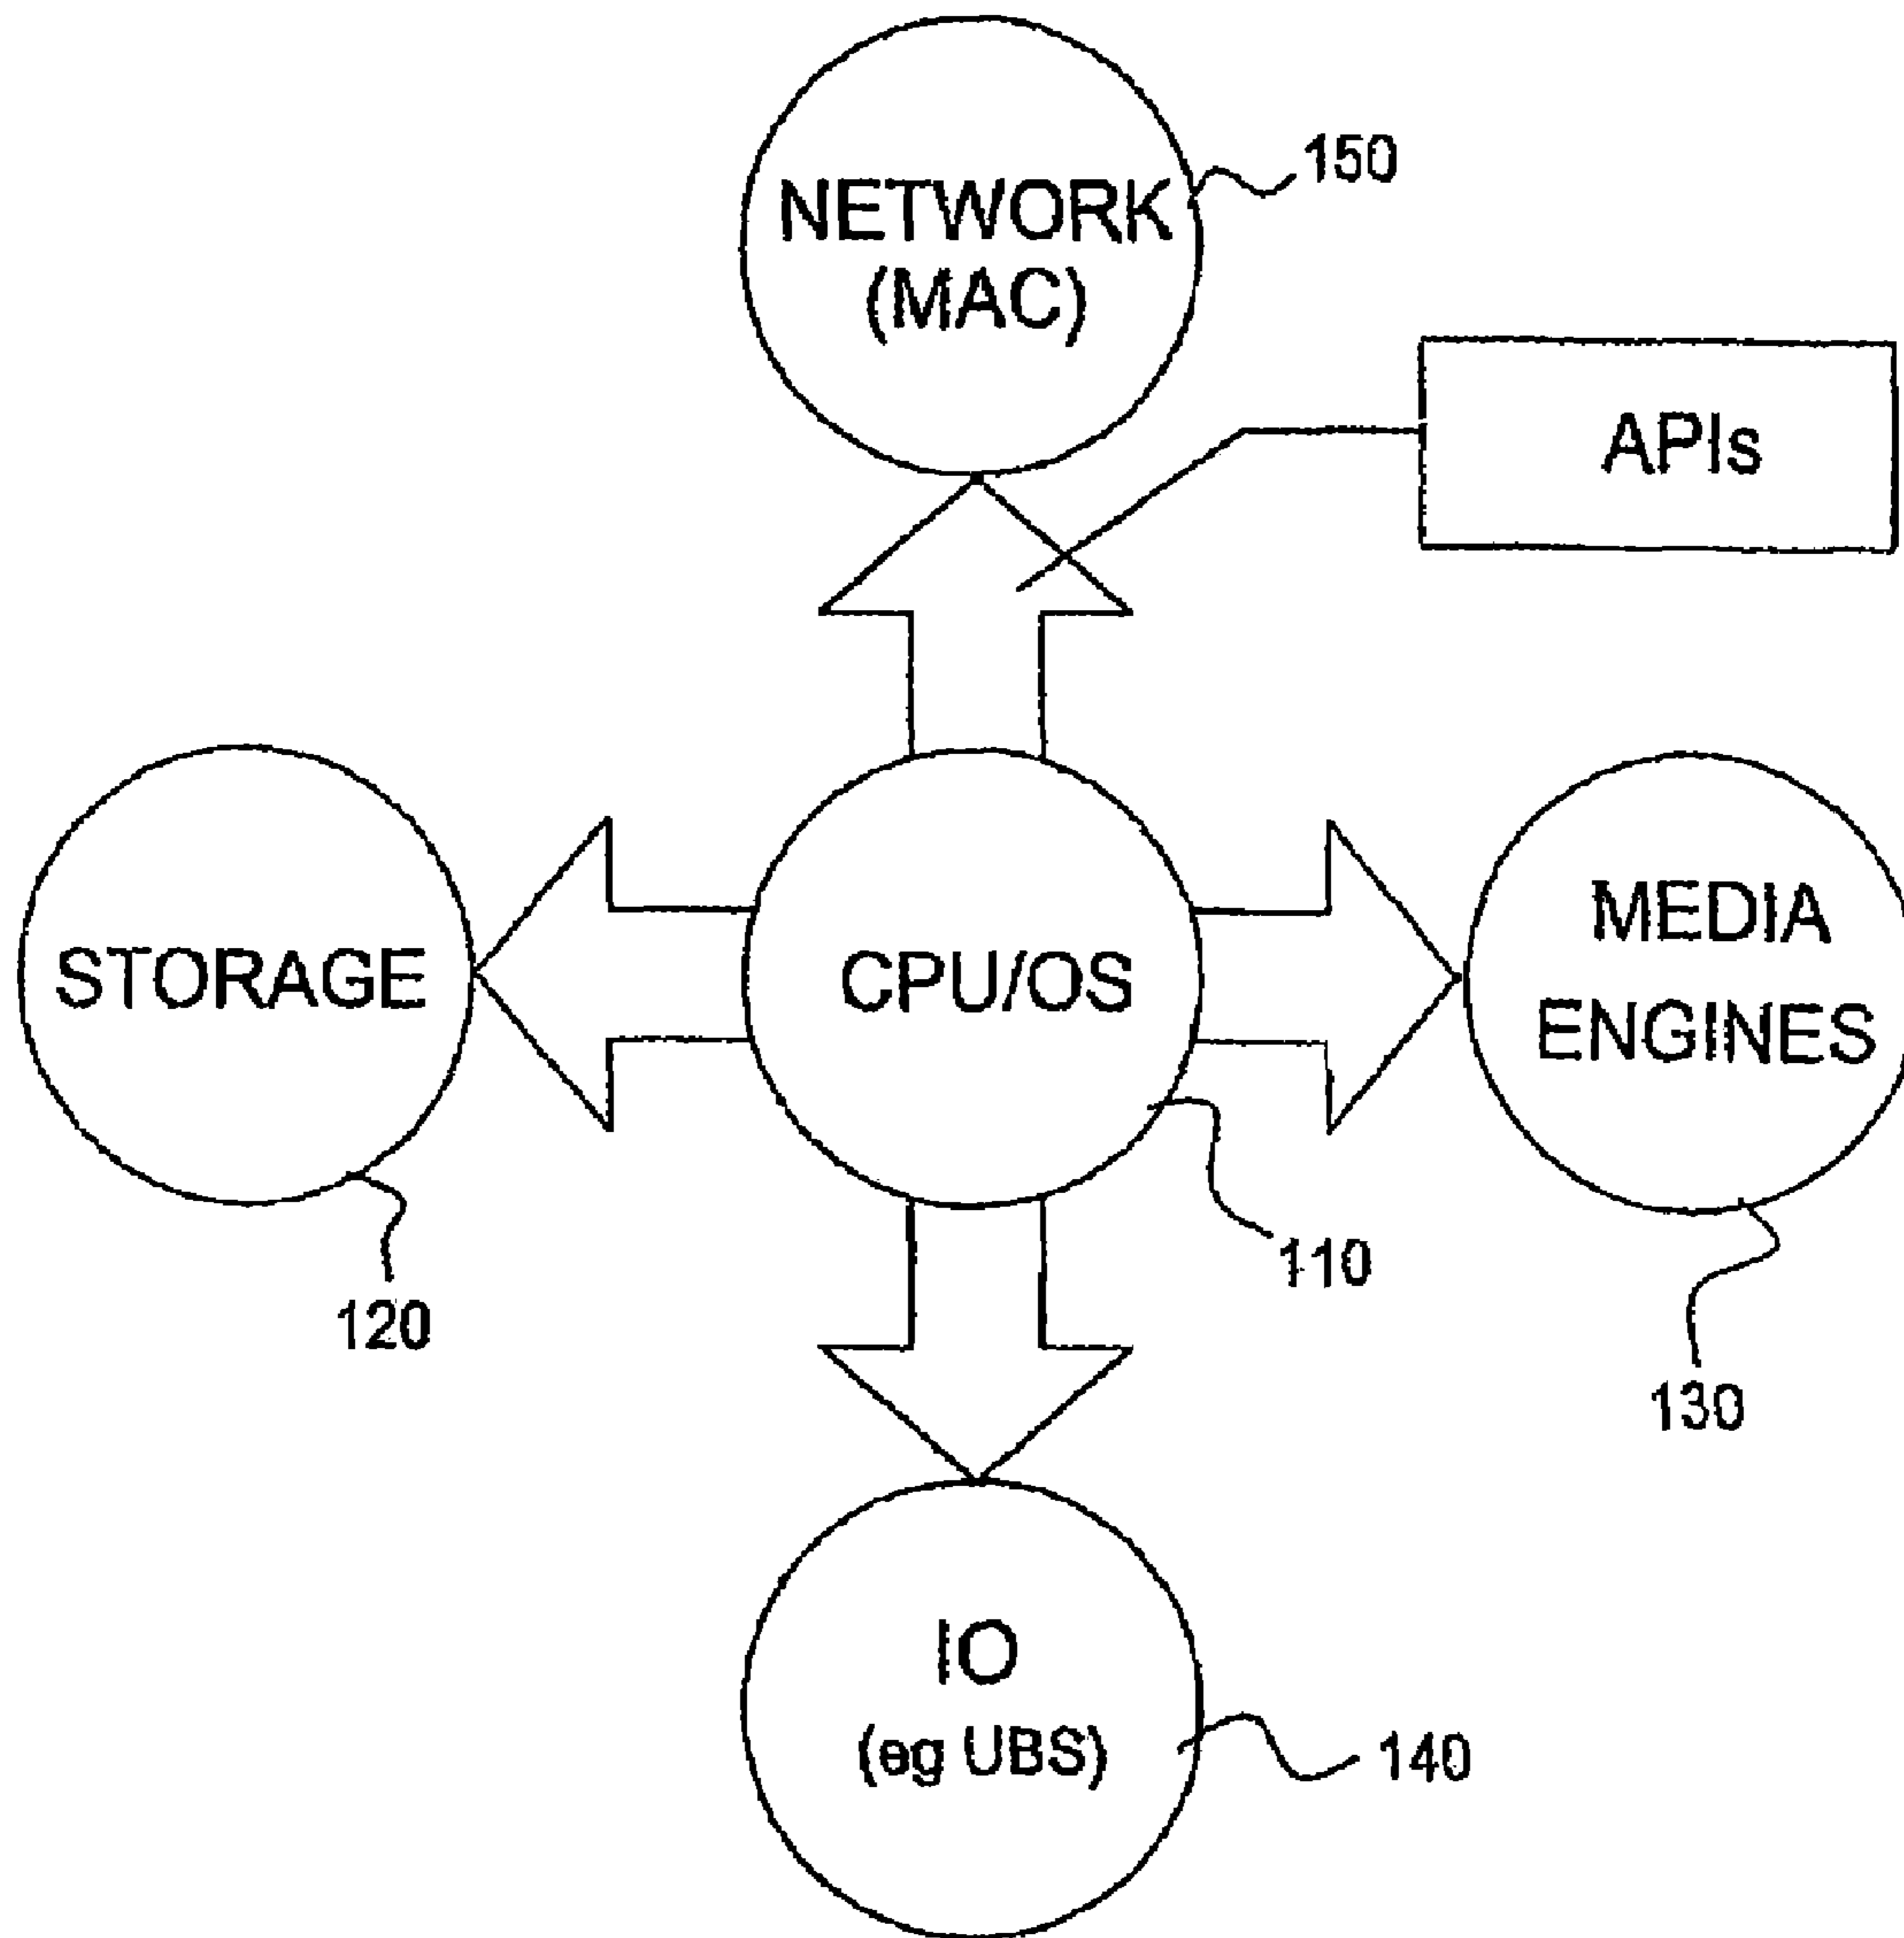 150
NETWORK
(MAC)
APIs
STORAGE
CPU/OS
MEDIA
ENGINES
110
120
130
IO
(eg UBS)
140